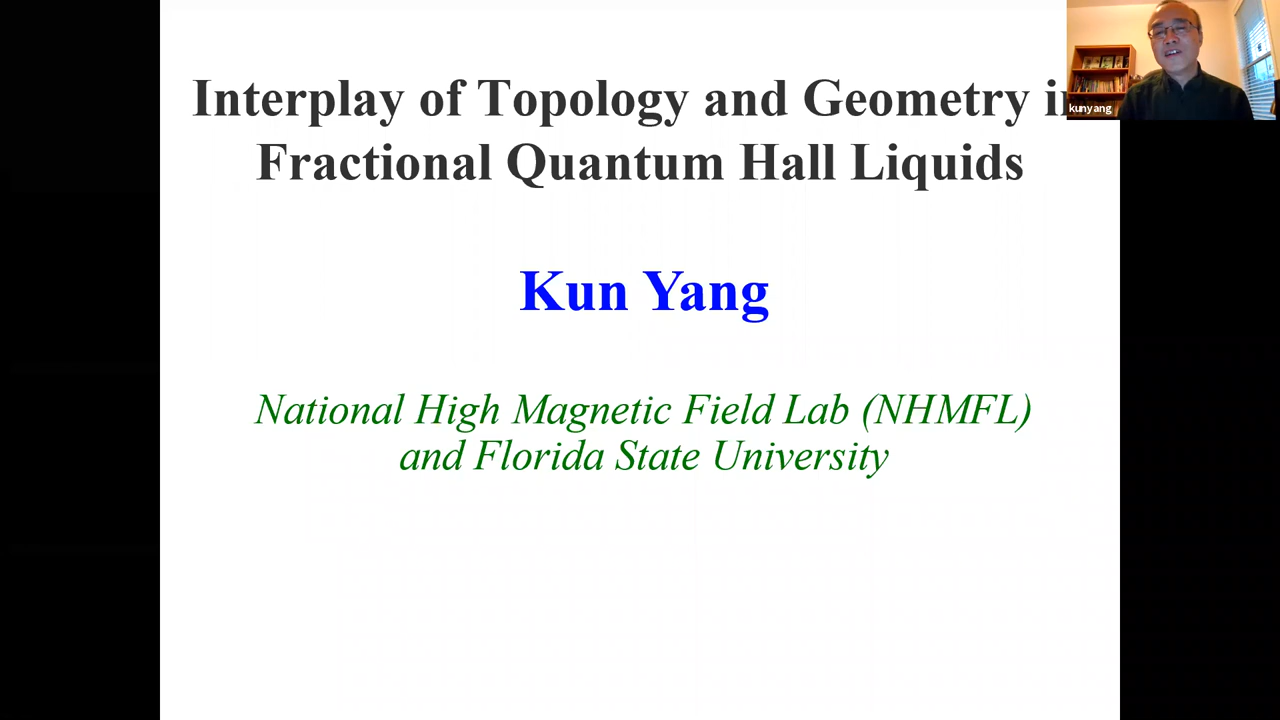 Interplay of Topology and Geometry i
Fractional Quantum Hall Liquids
Kun Yang
National High Magnetic Field Lab (NHMFL)
and Florida State University
kunyang